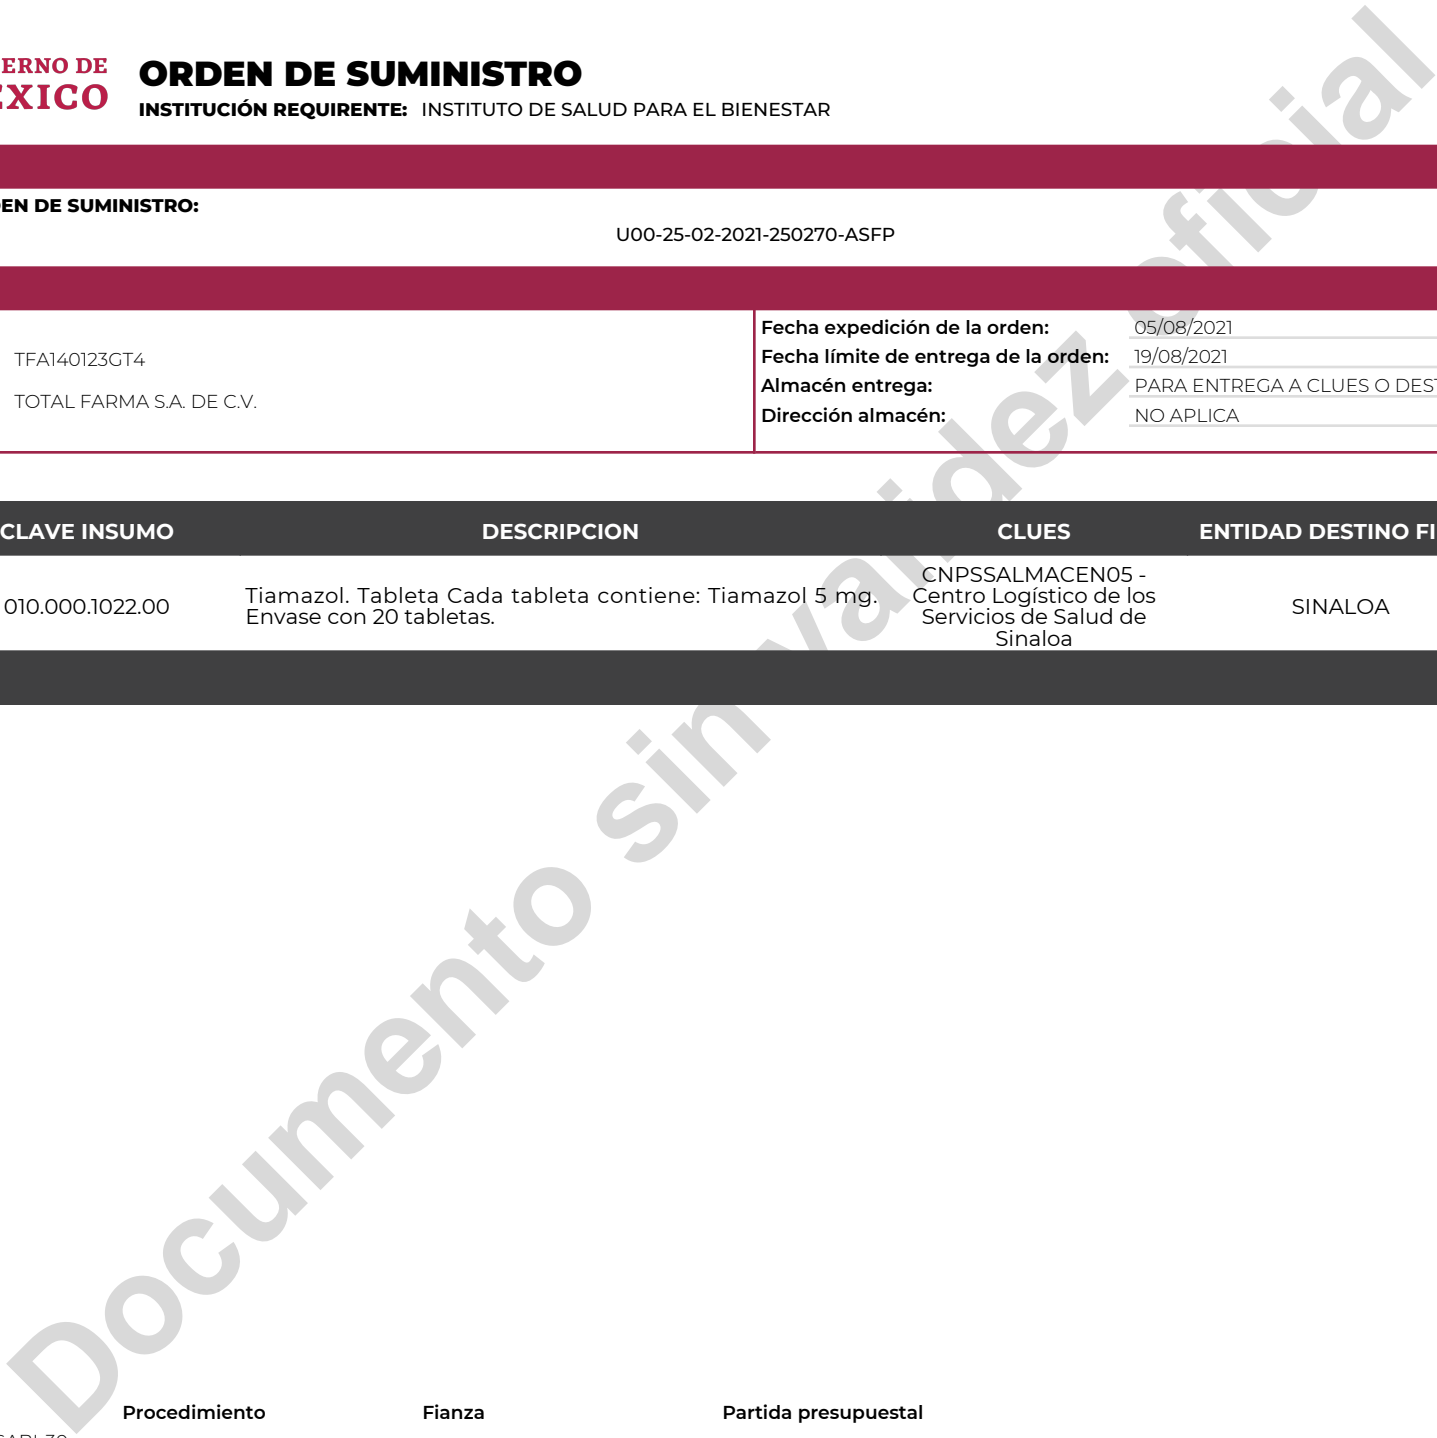 ERNO DE
ÉXICO
ORDEN DE SUMINISTRO
INSTITUCIÓN REQUIRENTE: INSTITUTO DE SALUD PARA EL BIENESTAR
EN DE SUMINISTRO:
U00-25-02-2021-250270-ASFP
TFA140123GT4
TOTAL FARMA S.A. DE C.V.
Fecha expedición de la orden: 05/08/2021
Fecha límite de entrega de la orden: 19/08/2021
Almacén entrega: PARA ENTREGA A CLUES O DEST
Dirección almacén: NO APLICA
CLAVE INSUMO DESCRIPCION CLUES ENTIDAD DESTINO FI
010.000.1022.00
Tiamazol. Tableta Cada tableta contiene: Tiamazol 5 mg.
Envase con 20 tabletas.
CNPSSALMACEN05 -
Centro Logístico de los
Servicios de Salud de
Sinaloa
SINALOA
Documento sin validez oficial
Procedimiento Fianza Partida presupuestal